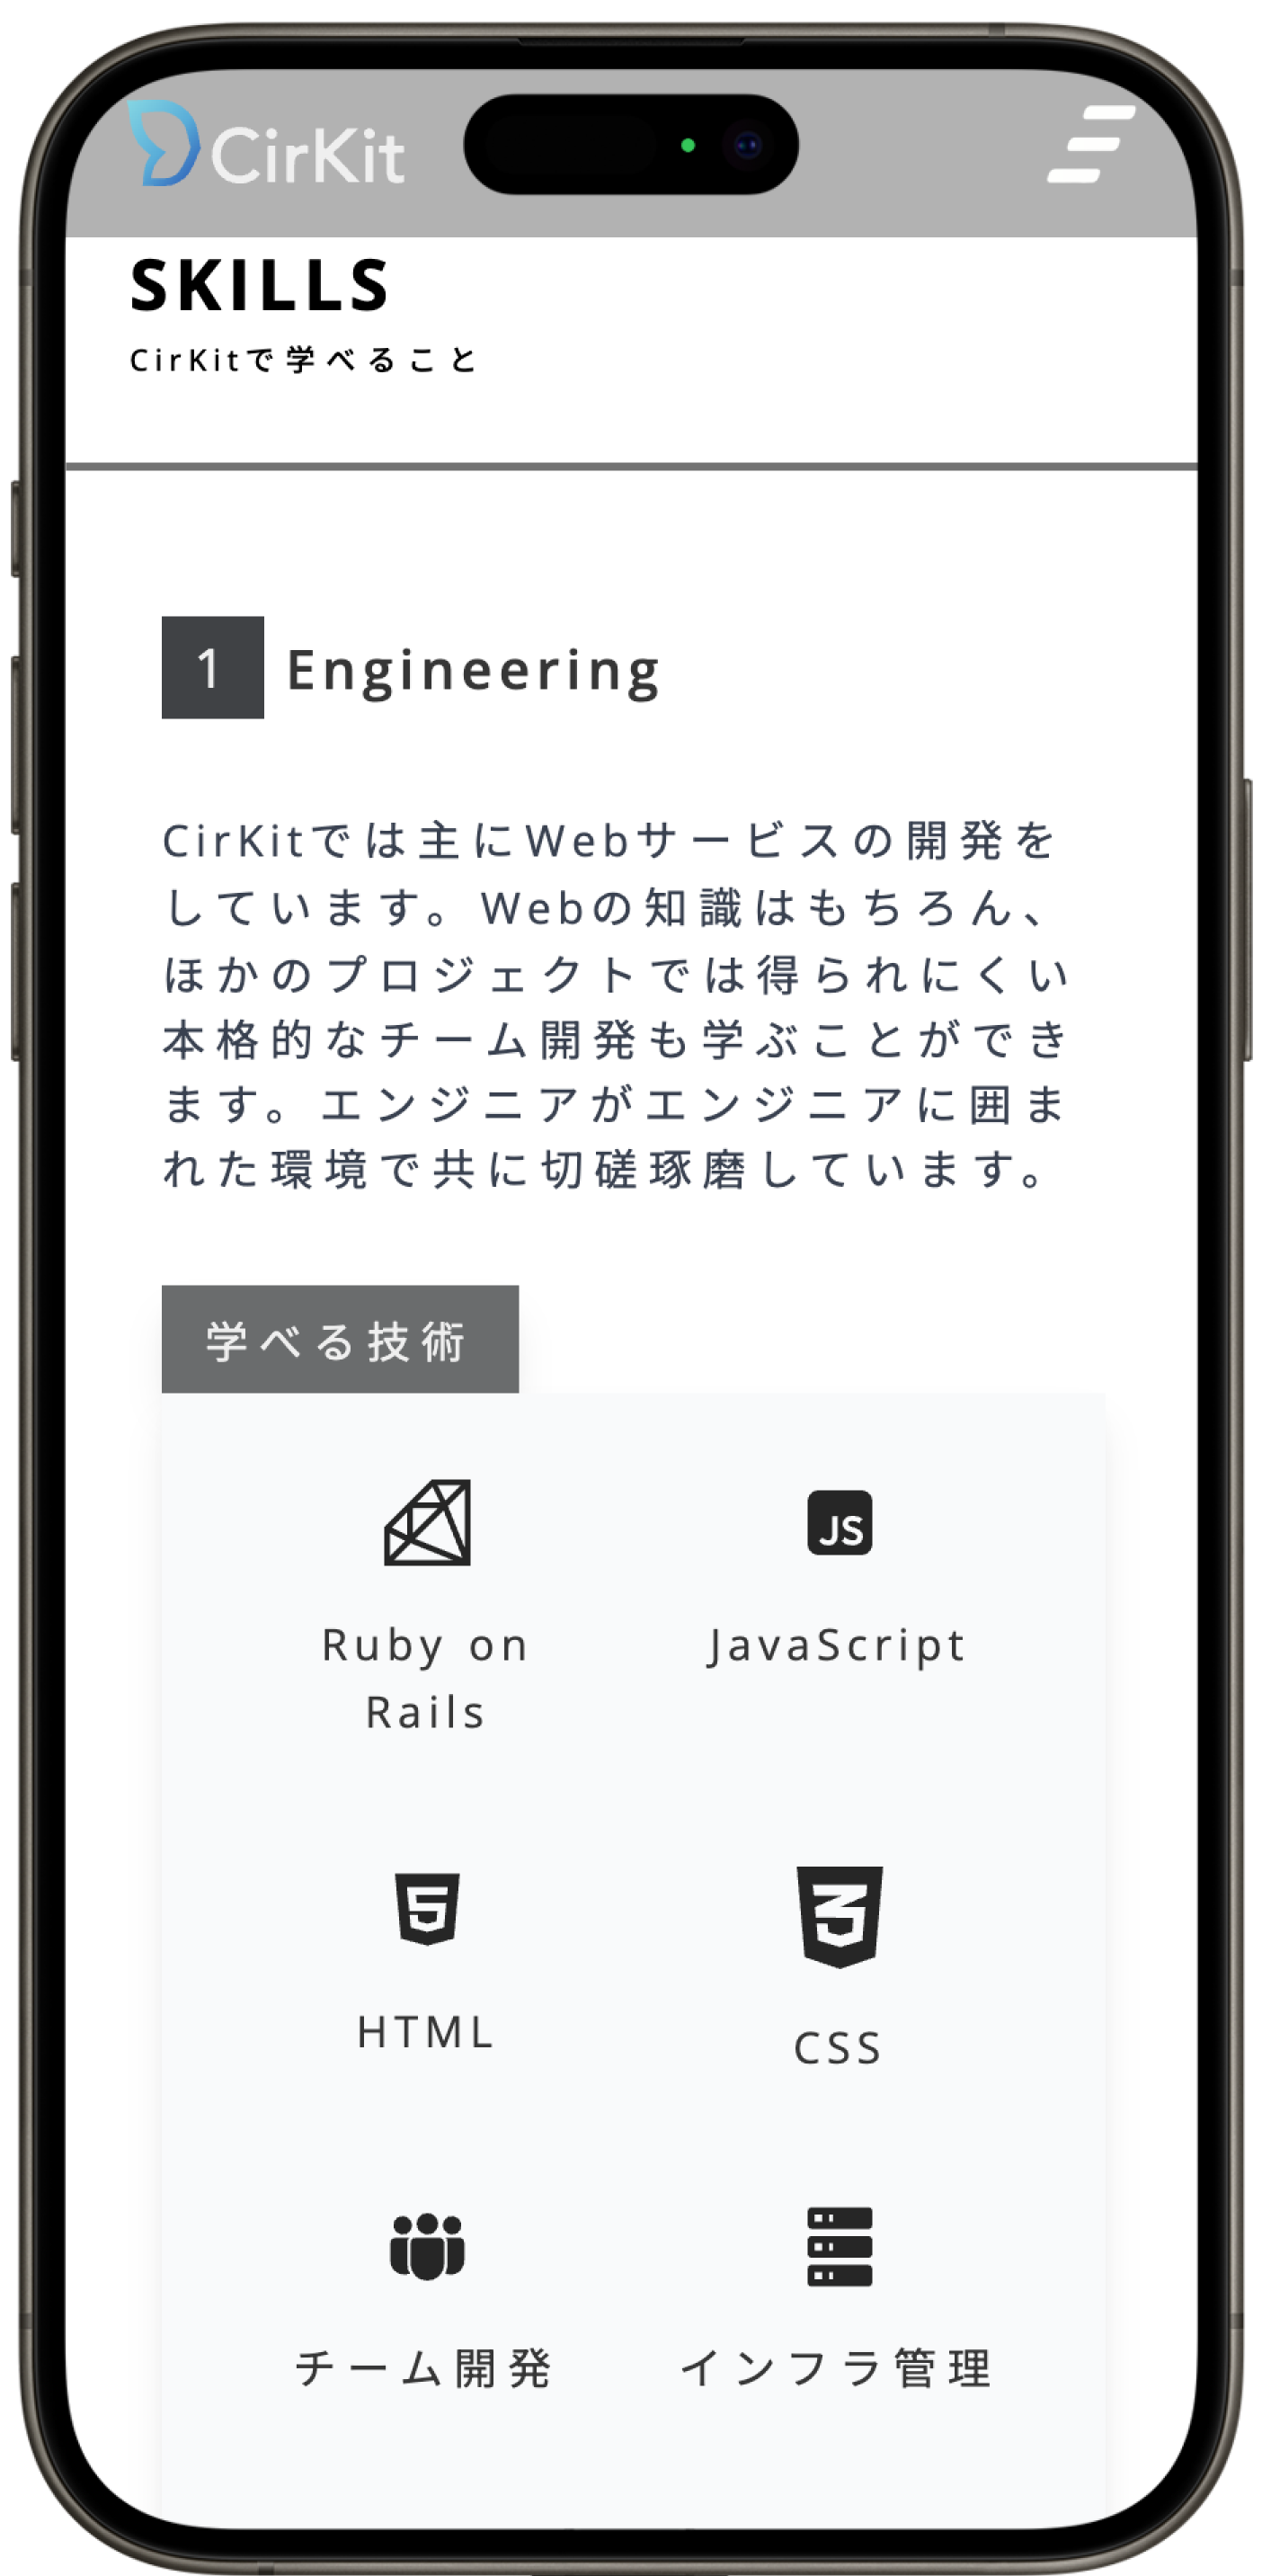 CirKit
SKILLS
CirKitで学べること
1 Engineering
CirKitでは主にWebサービスの開発を
しています。Webの知識はもちろん、
ほかのプロジェクトでは得られにくい
本格的なチーム開発も学ぶことができ
ます。エンジニアがエンジニアに囲ま
れた環境で共に切磋琢磨しています。
学べる技術
JS
Ruby on
Rails
JavaScript
5
3
HTML
CSS
チーム開発
インフラ管理